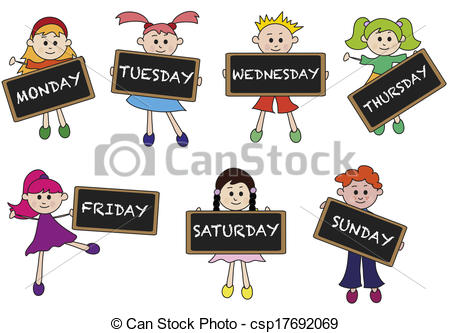 MONDAY
TUESDAY
WEDNESDAY
THURSDAY
FRIDAY
SATURDAY
SUNDAY
© Can Stock Photo
© Can Stock Photo - csp17692069